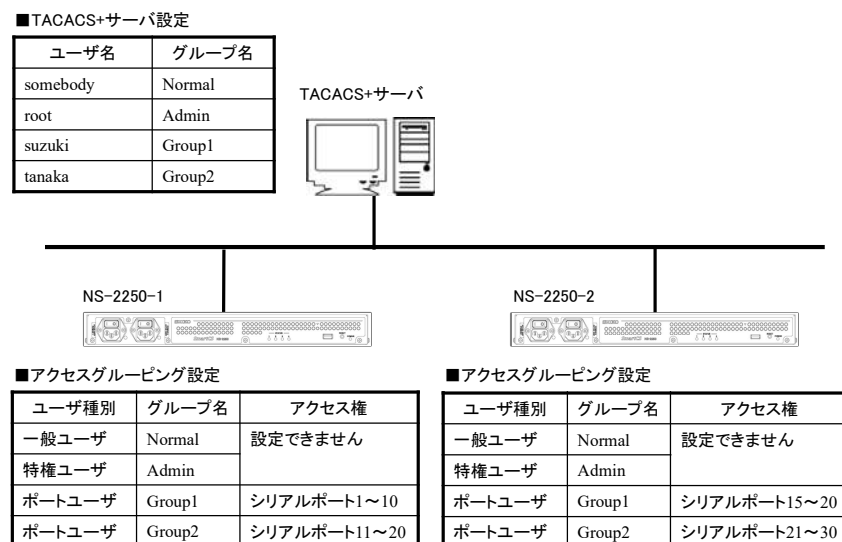 ■TACACS+サーバ設定
ユーザ名 グループ名
somebody Normal
root Admin
suzuki Group1
tanaka Group2
TACACS+サーバ
NS-2250-1
NS-2250-2
■アクセスグルーピング設定
ユーザ種別 グループ名 アクセス権
一般ユーザ Normal 設定できません
特権ユーザ Admin
ポートユーザ Group1 シリアルポート1～10
ポートユーザ Group2 シリアルポート11～20
■アクセスグルーピング設定
ユーザ種別 グループ名 アクセス権
一般ユーザ Normal 設定できません
特権ユーザ Admin
ポートユーザ Group1 シリアルポート15～20
ポートユーザ Group2 シリアルポート21～30